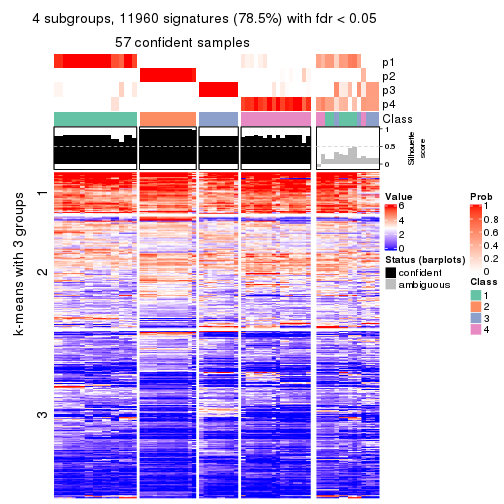 4 subgroups, 11960 signatures (78.5%) with fdr < 0.05
57 confident samples
p1
p2
p3
p4
Class
1
0.5
0
Silhouette
score
k-means with 3 groups
1
2
3
Value
6
4
2
0
Status (barplots)
confident
ambiguous
Prob
1
0.8
0.6
0.4
0.2
0
Class
1
2
3
4